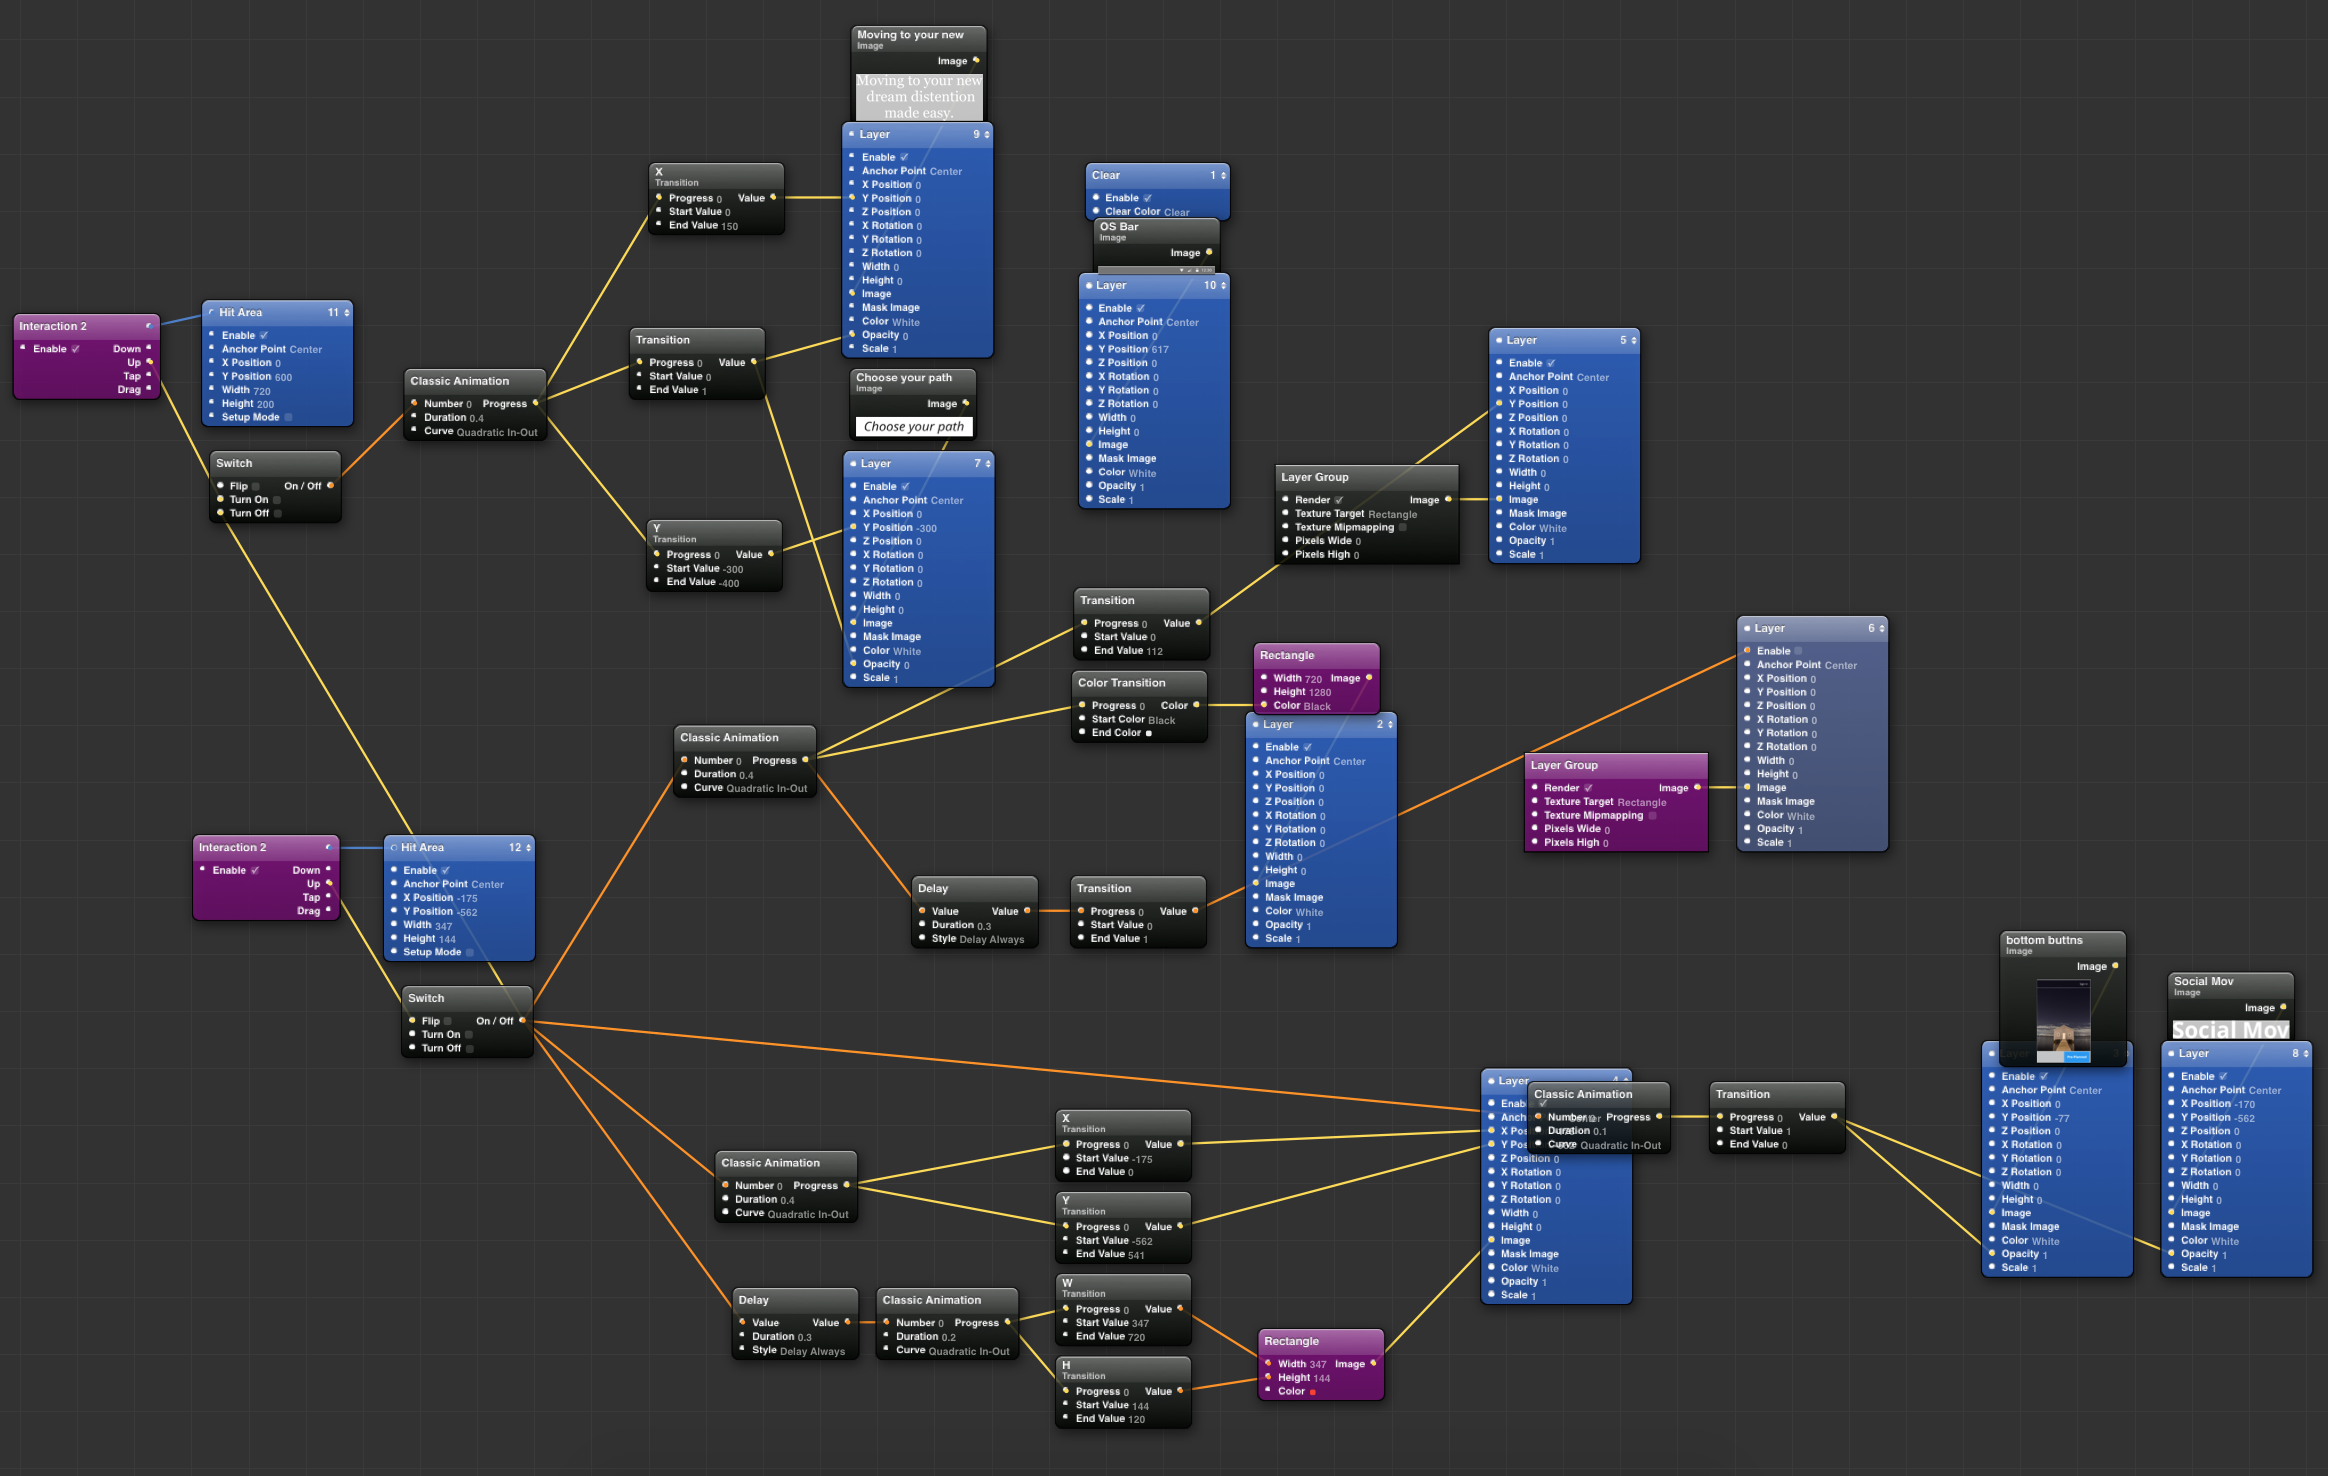 Moving to your new
Image
Image
Moving to your new
dream distention
made easy.
Layer 9
Enable
Anchor Point Center
X Position 0
Y Position 0
Z Position 0
X Rotation 0
Y Rotation 0
Z Rotation 0
Width 0
Height 0
Image
Mask Image
Color White
Opacity 0
Scale 1
X
Transition
Progress 0 Value
Start Value 0
End Value 150
Clear 1
Enable
Clear Color Clear
OS Bar
Image
Image
Layer 10
Enable
Anchor Point Center
X Position 0
Y Position 617
Z Position 0
X Rotation 0
Y Rotation 0
Z Rotation 0
Width 0
Height 0
Image
Mask Image
Color White
Opacity 1
Scale 1
Interaction 2
Enable Down
Up
Tap
Drag
Hit Area 11
Enable
Anchor Point Center
X Position 0
Y Position 600
Width 720
Height 200
Setup Mode
Switch
Flip On / Off
Turn On
Turn Off
Classic Animation
Number 0 Progress
Duration 0.4
Curve Quadratic In-Out
Transition
Progress 0 Value
Start Value 0
End Value 1
Choose your path
Image
Image
Choose your path
Layer 7
Enable
Anchor Point Center
X Position 0
Y Position -300
Z Position 0
X Rotation 0
Y Rotation 0
Z Rotation 0
Width 0
Height 0
Image
Mask Image
Color White
Opacity 0
Scale 1
Y
Transition
Progress 0 Value
Start Value -300
End Value -400
Layer 5
Enable
Anchor Point Center
X Position 0
Y Position 0
Z Position 0
X Rotation 0
Y Rotation 0
Z Rotation 0
Width 0
Height 0
Image
Mask Image
Color White
Opacity 1
Scale 1
Layer Group
Render Image
Texture Target Rectangle
Texture Mipmapping
Pixels Wide 0
Pixels High 0
Transition
Progress 0 Value
Start Value 0
End Value 112
Color Transition
Progress 0 Color
Start Color Black
End Color
Rectangle
Width 720 Image
Height 1280
Color Black
Layer 2
Enable
Anchor Point Center
X Position 0
Y Position 0
Z Position 0
X Rotation 0
Y Rotation 0
Z Rotation 0
Width 0
Height 0
Image
Mask Image
Color White
Opacity 1
Scale 1
Layer 6
Enable
Anchor Point Center
X Position 0
Y Position 0
Z Position 0
X Rotation 0
Y Rotation 0
Z Rotation 0
Width 0
Height 0
Image
Mask Image
Color White
Opacity 1
Scale 1
Layer Group
Render Image
Texture Target Rectangle
Texture Mipmapping
Pixels Wide 0
Pixels High 0
Classic Animation
Number 0 Progress
Duration 0.4
Curve Quadratic In-Out
Delay
Value Value
Duration 0.3
Style Delay Always
Transition
Progress 0 Value
Start Value 0
End Value 1
Interaction 2
Enable Down
Up
Tap
Drag
Hit Area 12
Enable
Anchor Point Center
X Position -175
Y Position -562
Width 347
Height 144
Setup Mode
Switch
Flip On / Off
Turn On
Turn Off
Classic Animation
Number 0 Progress
Duration 0.4
Curve Quadratic In-Out
X
Transition
Progress 0 Value
Start Value -175
End Value 0
Y
Transition
Progress 0 Value
Start Value -562
End Value 541
Delay
Value Value
Duration 0.3
Style Delay Always
Classic Animation
Number 0 Progress
Duration 0.2
Curve Quadratic In-Out
W
Transition
Progress 0 Value
Start Value 347
End Value 720
H
Transition
Progress 0 Value
Start Value 144
End Value 120
Rectangle
Width 347 Image
Height 144
Color
Layer 4
Z Position 0
X Rotation 0
Y Rotation 0
Z Rotation 0
Width 0
Height 0
Image
Mask Image
Color White
Opacity 1
Scale 1
Classic Animation
Number 0 Progress
Duration 0.1
Curve Quadratic In-Out
Transition
Progress 0 Value
Start Value 1
End Value 0
bottom buttns
Image
Image
Layer 3
Enable
Anchor Point Center
X Position 0
Y Position -77
Z Position 0
X Rotation 0
Y Rotation 0
Z Rotation 0
Width 0
Height 0
Image
Mask Image
Color White
Opacity 1
Scale 1
Social Mov
Image
Image
Social Mov
Layer 8
Enable
Anchor Point Center
X Position -170
Y Position -562
Z Position 0
X Rotation 0
Y Rotation 0
Z Rotation 0
Width 0
Height 0
Image
Mask Image
Color White
Opacity 1
Scale 1